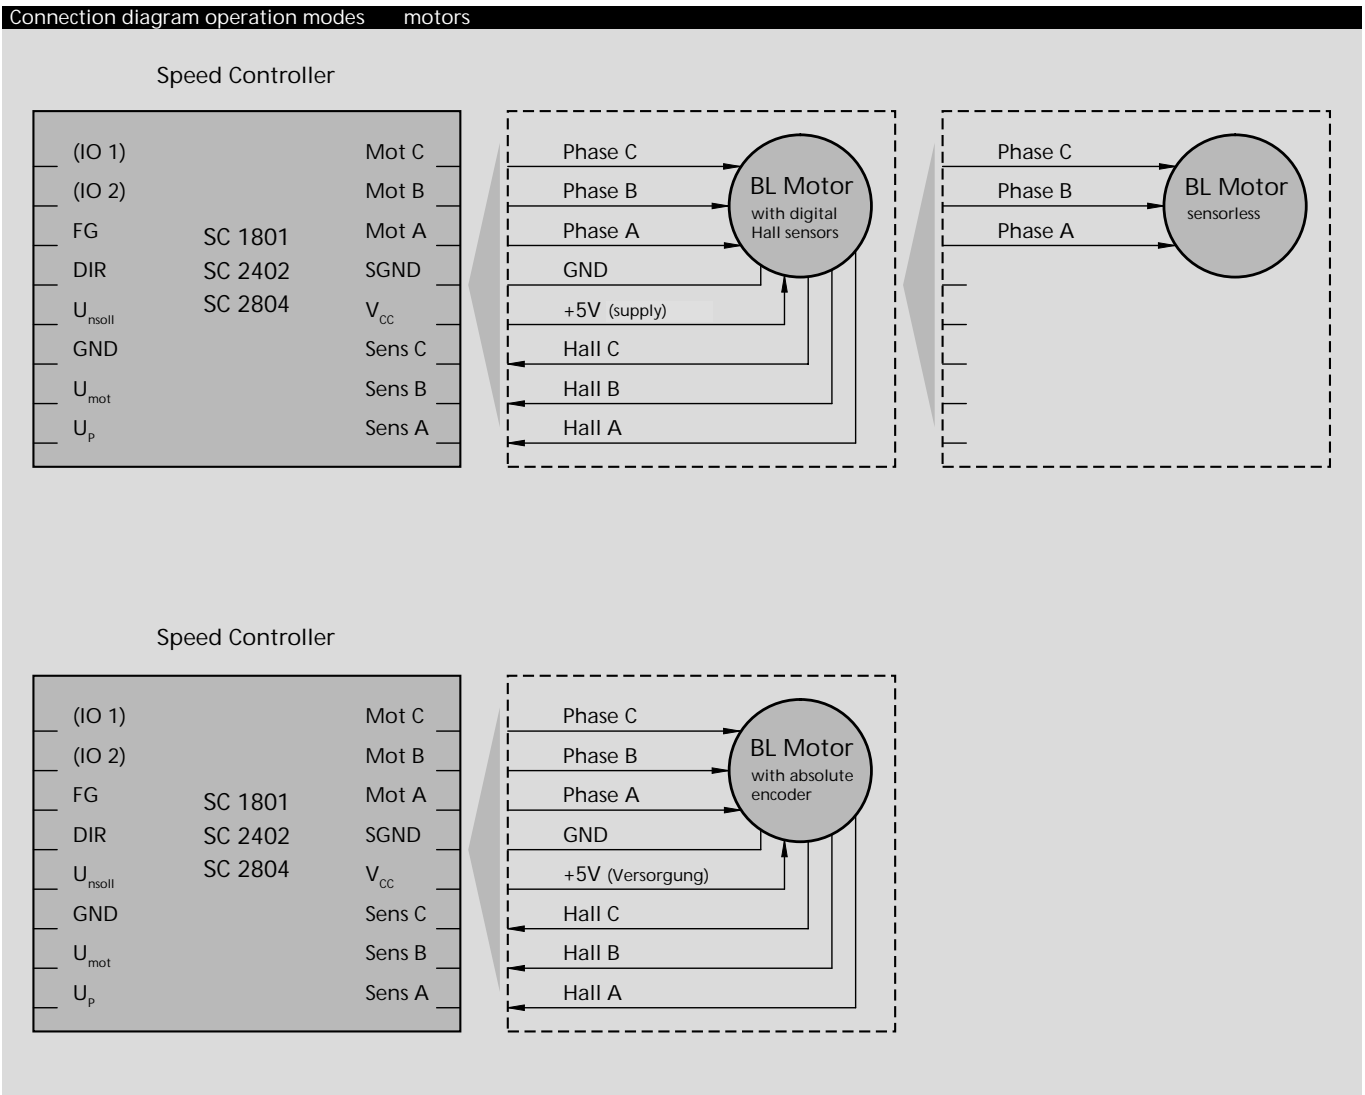 Connection diagram operation modes motors
Speed Controller
(IO 1)
(IO 2)
FG
DIR
Unsoll
GND
Umot
UP
SC 1801
SC 2402
SC 2804
Mot C
Mot B
Mot A
SGND
VCC
Sens C
Sens B
Sens A
Phase C
Phase B
Phase A
GND
+5V (supply)
Hall C
Hall B
Hall A
BL Motor
with digital
Hall sensors
Phase C
Phase B
Phase A
BL Motor
sensorless
Speed Controller
(IO 1)
(IO 2)
FG
DIR
Unsoll
GND
Umot
UP
SC 1801
SC 2402
SC 2804
Mot C
Mot B
Mot A
SGND
VCC
Sens C
Sens B
Sens A
Phase C
Phase B
Phase A
GND
+5V (Versorgung)
Hall C
Hall B
Hall A
BL Motor
with absolute
encoder